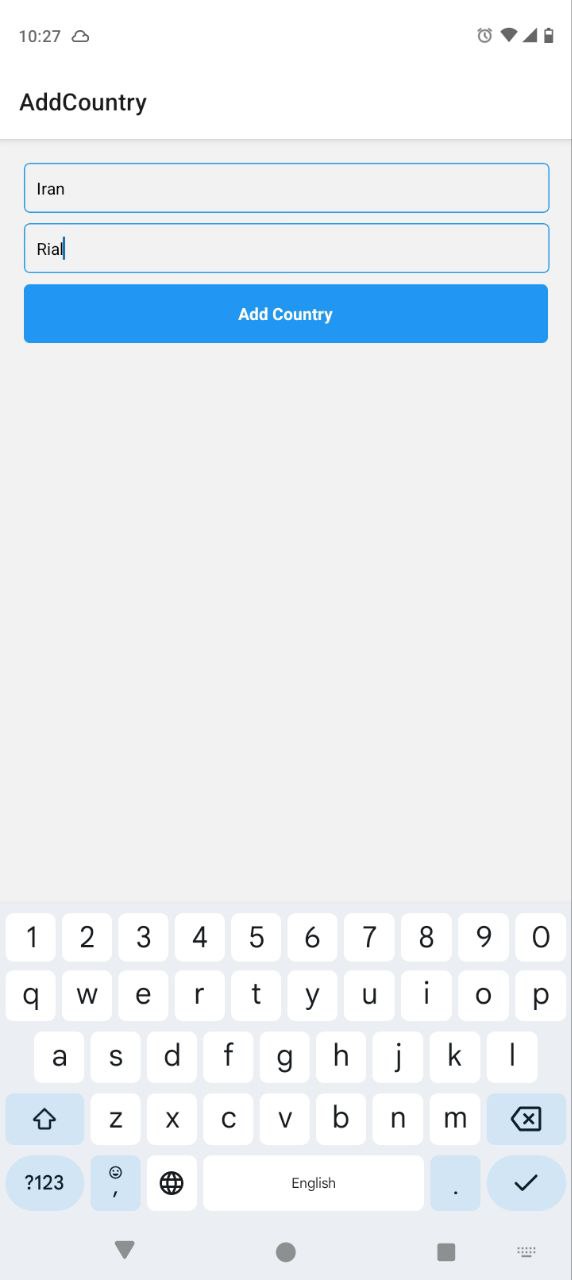 10:27
AddCountry
Iran
Rial
Add Country
1 2 3 4 5 6 7 8 9 0
q w e r t y u i o p
a s d f g h j k l
z x c v b n m
?123 , English .